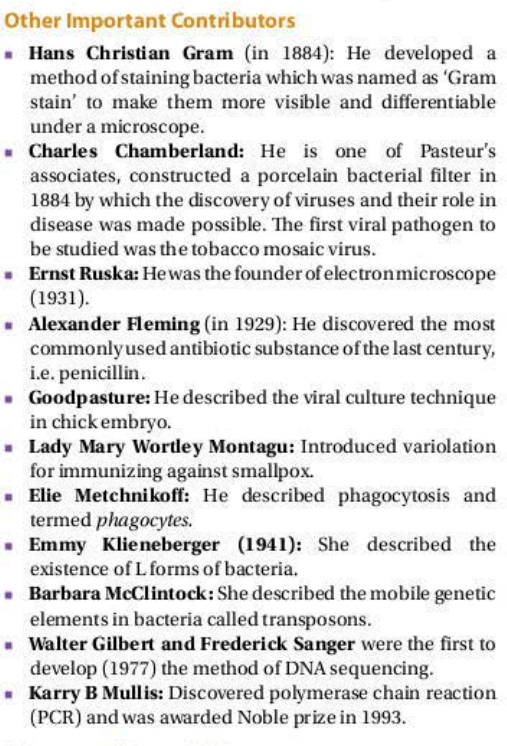 Other Important Contributors
▪ Hans Christian Gram (in 1884): He developed a
method of staining bacteria which was named as ‘Gram
stain’ to make them more visible and differentiable
under a microscope.
▪ Charles Chamberland: He is one of Pasteur’s
associates, constructed a porcelain bacterial filter in
1884 by which the discovery of viruses and their role in
disease was made possible. The first viral pathogen to
be studied was the tobacco mosaic virus.
▪ Ernst Ruska: He was the founder of electron microscope
(1931).
▪ Alexander Fleming (in 1929): He discovered the most
commonly used antibiotic substance of the last century,
i.e. penicillin.
▪ Goodpasture: He described the viral culture technique
in chick embryo.
▪ Lady Mary Wortley Montagu: Introduced variolation
for immunizing against smallpox.
▪ Elie Metchnikoff: He described phagocytosis and
termed phagocytes.
▪ Emmy Klieneberger (1941): She described the
existence of L forms of bacteria.
▪ Barbara McClintock: She described the mobile genetic
elements in bacteria called transposons.
▪ Walter Gilbert and Frederick Sanger were the first to
develop (1977) the method of DNA sequencing.
▪ Karry B Mullis: Discovered polymerase chain reaction
(PCR) and was awarded Noble prize in 1993.